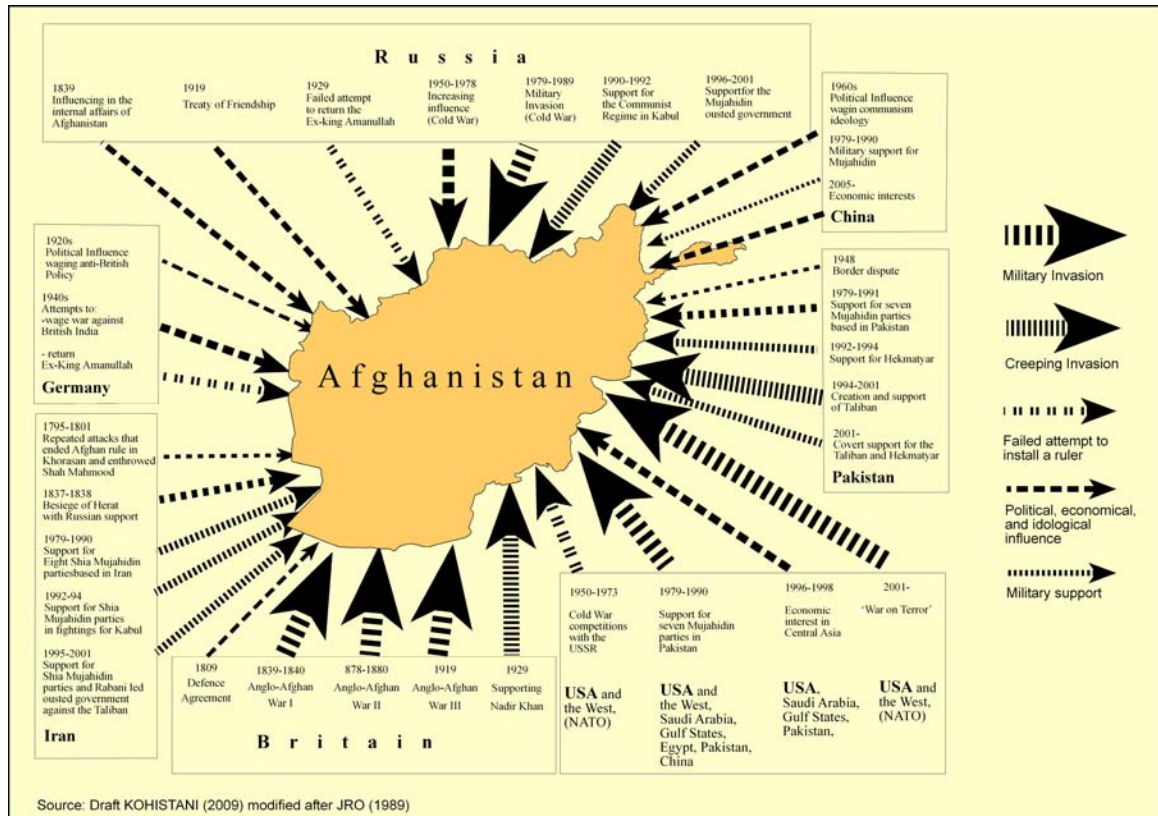 Russia
1839
Influencing in the
internal affairs of
Afghanistan
1919
Treaty of Friendship
1929
Failed attempt
to return the
Ex-king Amanullah
1950-1978
Increasing
influence
(Cold War)
1979-1989
Military
Invasion
(Cold War)
1990-1992
Support for
the Communist
Regime in Kabul
1996-2001
Supportfor the
Mujahidin
ousted government
1960s
Political Influence
wagin communism
ideology
1979-1990
Military support for
Mujahidin
2005-
Economic interests
China
1920s
Political Influence
waging anti-British
Policy
1940s
Attempts to:
-wage war against
British India
- return
Ex-King Amanullah
Germany
Afghanistan
1948
Border dispute
1979-1991
Support for seven
Mujahidin parties
based in Pakistan
1992-1994
Support for Hekmatyar
1994-2001
Creation and support
of Taliban
2001-
Covert support for the
Taliban and Hekmatyar
Pakistan
1795-1801
Repeated attacks that
ended Afghan rule in
Khorasan and enthrowed
Shah Mahmood
1837-1838
Besiege of Herat
with Russian support
1979-1990
Support for
Eight Shia Mujahidin
partiesbased in Iran
1992-94
Support for Shia
Mujahidin parties
in fightings for Kabul
1995-2001
Support for
Shia Mujahidin
parties and Rabani led
ousted government
against the Taliban
Iran
1809
Defence
Agreement
1839-1840
Anglo-Afghan
War I
878-1880
Anglo-Afghan
War II
1919
Anglo-Afghan
War III
1929
Supporting
Nadir Khan
Britain
1950-1973
Cold War
competitions
with the
USSR
USA and
the West,
(NATO)
1979-1990
Support for
seven Mujahidin
parties in
Pakistan
USA and
the West,
Saudi Arabia,
Gulf States,
Egypt, Pakistan,
China
1996-1998
Economic
interest in
Central Asia
USA,
Saudi Arabia,
Gulf States,
Pakistan,
2001-
'War on Terror'
USA and
the West,
(NATO)
Military Invasion
Creeping Invasion
Failed attempt to
install a ruler
Political, economical,
and idological
influence
Military support
Source: Draft KOHISTANI (2009) modified after JRO (1989)